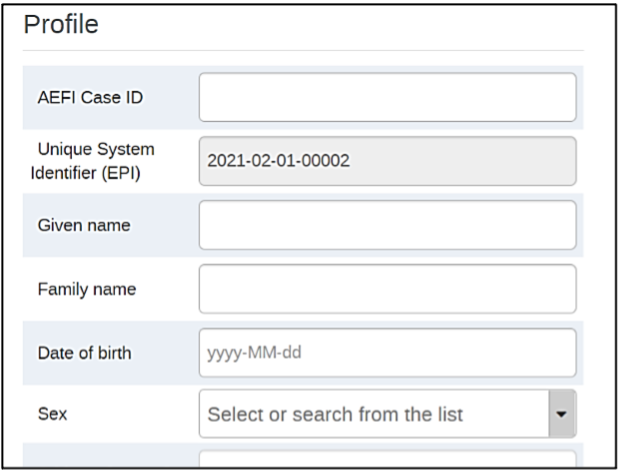 Profile
AEFI Case ID
Unique System
Identifier (EPI)
2021-02-01-00002
Given name
Family name
Date of birth
yyyy-MM-dd
Sex
Select or search from the list